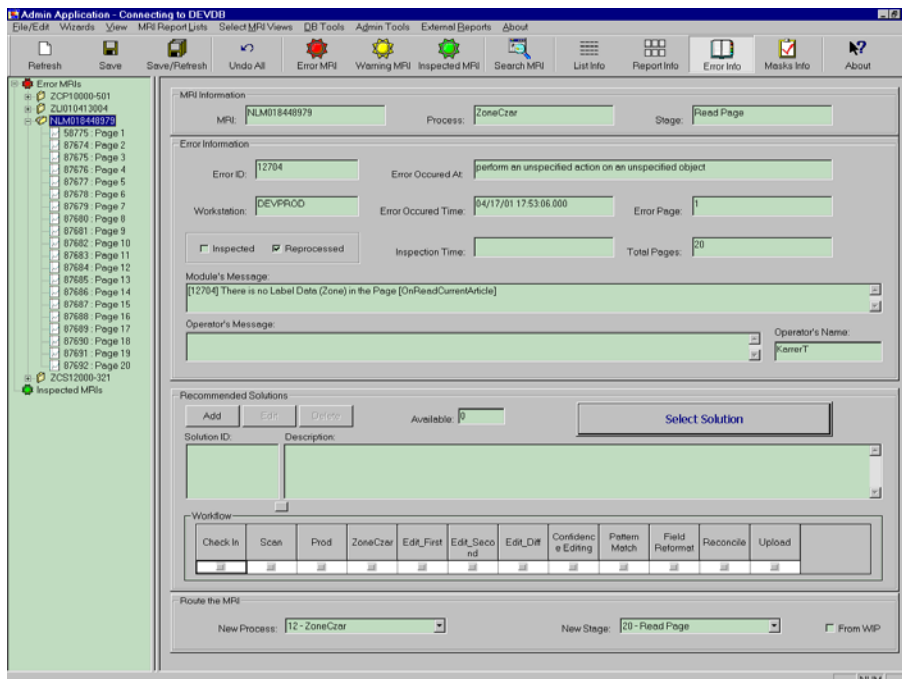 Admin Application - Connecting to DEVDB
File/Edit Wizards View MRI Report Lists Select MRI Views DB Tools Admin Tools External Reports About
Refresh Save Save/Refresh Undo All Error MRI Warning MRI Inspected MRI Search MRI List Info Report Info Error Info Masks Info About
Error MRIs
ZCP10000-501
ZLI010413004
NLM018448979
58775 : Page 1
87674 : Page 2
87675 : Page 3
87676 : Page 4
87677 : Page 5
87678 : Page 6
87679 : Page 7
87680 : Page 8
87681 : Page 9
87682 : Page 10
87683 : Page 11
87684 : Page 12
87685 : Page 13
87686 : Page 14
87687 : Page 15
87688 : Page 16
87689 : Page 17
87690 : Page 18
87691 : Page 19
87692 : Page 20
ZCS12000-321
Inspected MRIs
MRI Information
MRI: NLM018448979 Process: ZoneCzar Stage: Read Page
Error Information
Error ID: 12704 Error Occured At: perform an unspecified action on an unspecified object
Workstation: DEVPROD Error Occured Time: 04/17/01 17:53:06.000 Error Page: 1
Inspected Reprocessed Inspection Time: Total Pages: 20
Module's Message:
[12704] There is no Label Data (Zone) in the Page [OnReadCurrentArticle]
Operator's Message:
Operator's Name:
KarrerT
Recommended Solutions
Add Edit Delete Available: 0 Select Solution
Solution ID: Description:
Workflow
Check In Scan Prod ZoneCzar Edit_First Edit_Seco
nd Edit_Diff Confidenc
e Editing Pattern
Match Field
Reformat Reconcile Upload
Route the MRI
New Process: 12 - ZoneCzar New Stage: 20 - Read Page From WIP
NUM